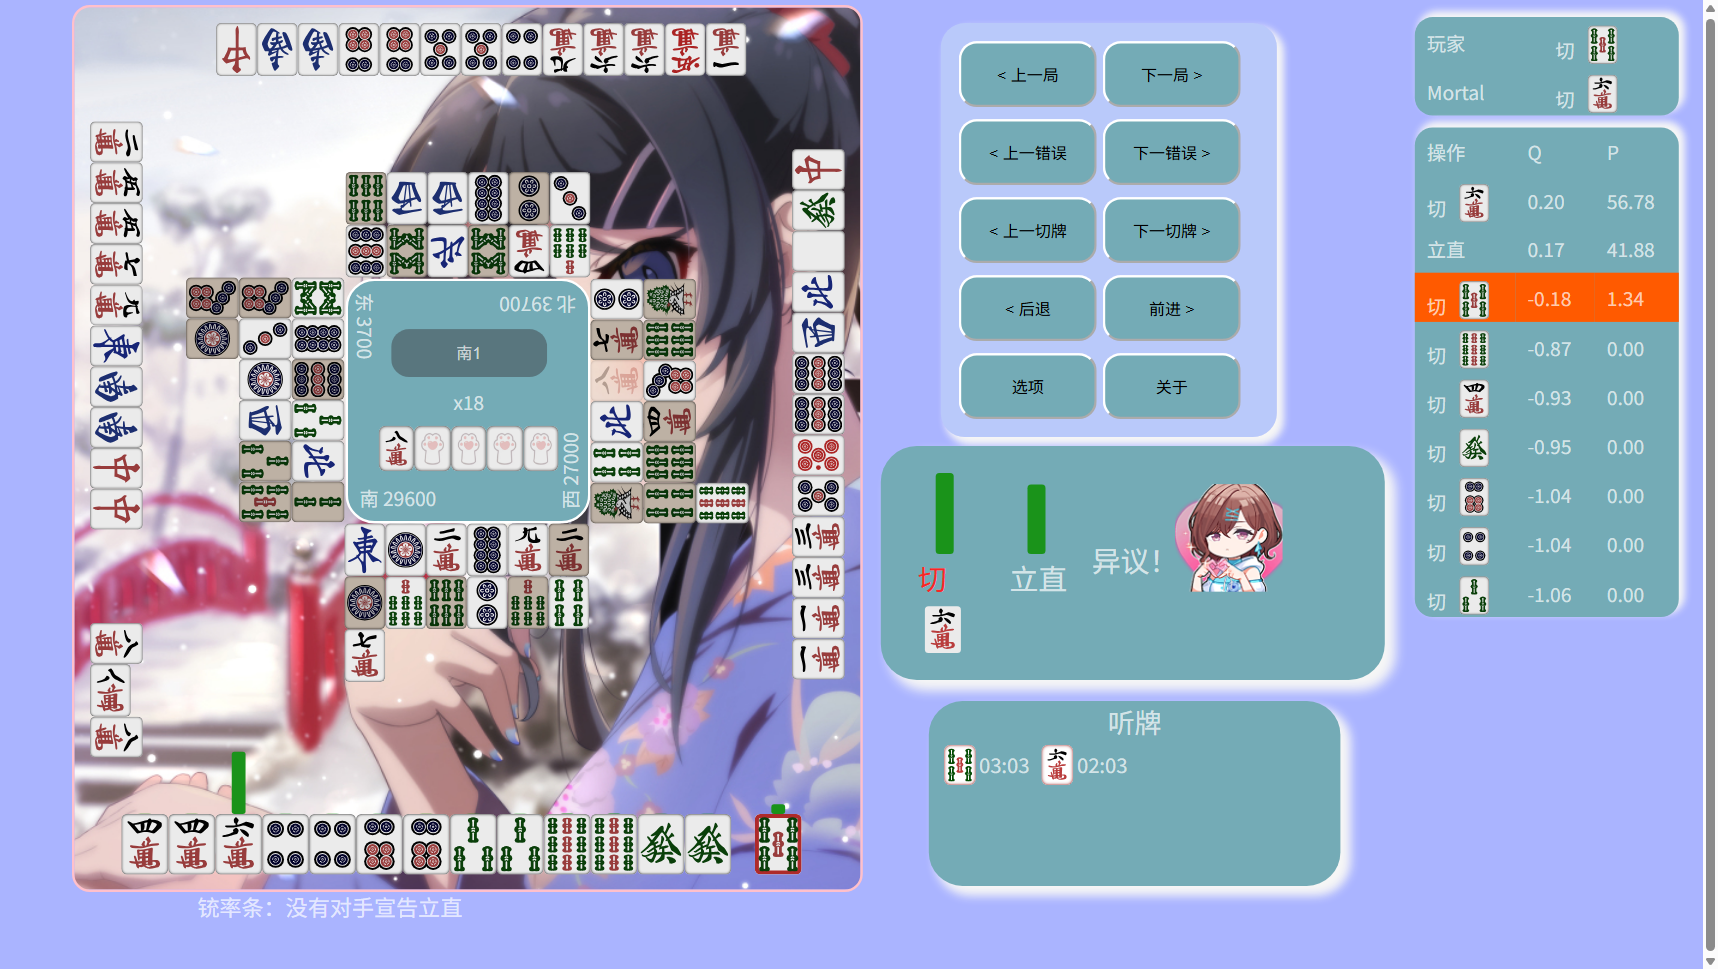 东 3700
北 39700
南1
x18
南 29600
西 27000
铳率条：没有对手宣告立直
< 上一局
下一局 >
< 上一错误
下一错误 >
< 上一切牌
下一切牌 >
< 后退
前进 >
选项
关于
切
立直
异议！
听牌
03:03
02:03
玩家 切
Mortal 切
操作 Q P
切 0.20 56.78
立直 0.17 41.88
切 -0.18 1.34
切 -0.87 0.00
切 -0.93 0.00
切 -0.95 0.00
切 -1.04 0.00
切 -1.04 0.00
切 -1.06 0.00